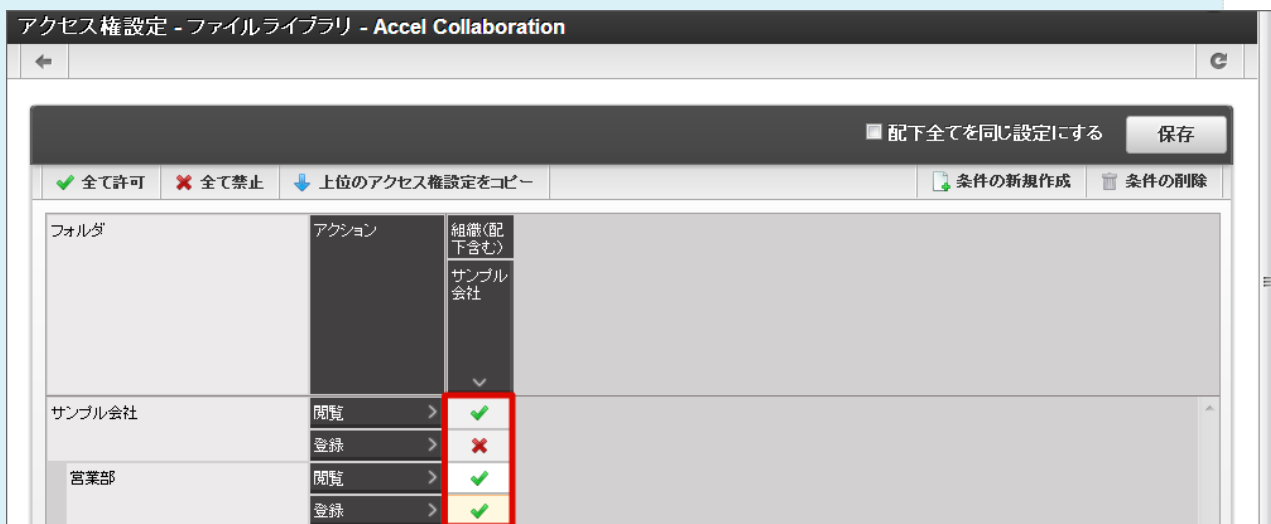 アクセス権設定 - ファイルライブラリ - Accel Collaboration
配下全てを同じ設定にする 保存
全て許可 全て禁止 上位のアクセス権設定をコピー 条件の新規作成 条件の削除
フォルダ アクション 組織(配
下含む)
サンプル
会社
サンプル会社 閲覧
登録
営業部 閲覧
登録